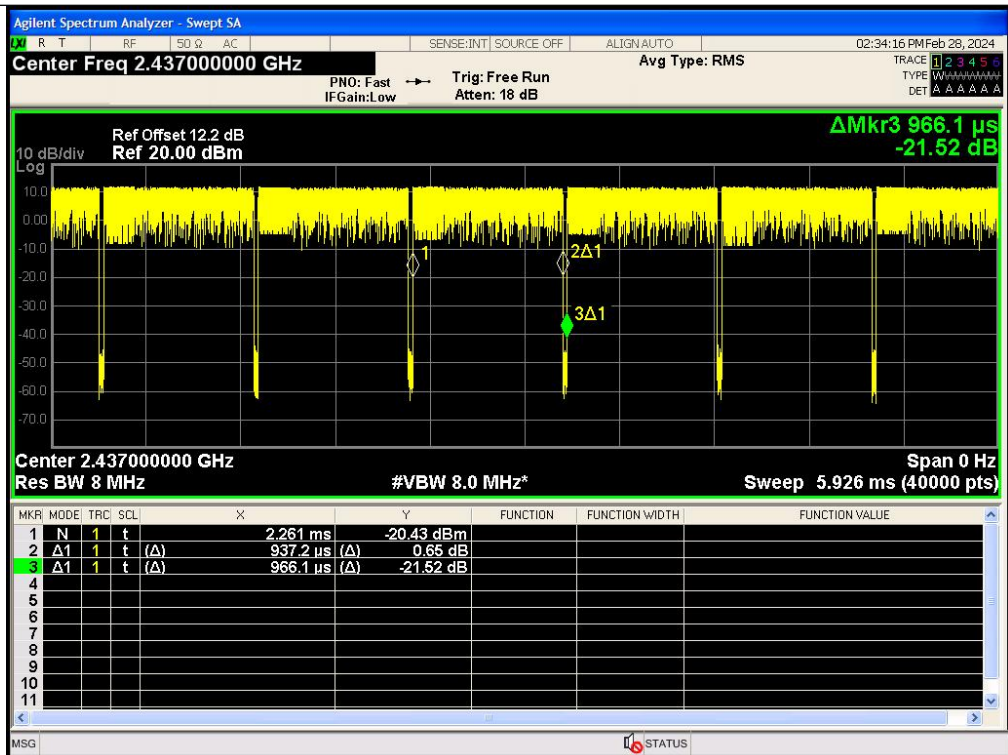 Agilent Spectrum Analyzer - Swept SA
LXI R T RF 50 Ω AC SENSE:INT SOURCE OFF ALIGN AUTO 02:34:16 PM Feb 28, 2024
Center Freq 2.437000000 GHz Avg Type: RMS TRACE 1 2 3 4 5 6
PNO: Fast Trig: Free Run TYPE W
IFGain:Low Atten: 18 dB DET A A A A A A
ΔMkr3 966.1 µs
Ref Offset 12.2 dB
10 dB/div Ref 20.00 dBm -21.52 dB
Log
10.0
0.00
-10.0
1 2Δ1
-20.0
-30.0
3Δ1
-40.0
-50.0
-60.0
-70.0
Center 2.437000000 GHz Span 0 Hz
Res BW 8 MHz #VBW 8.0 MHz* Sweep 5.926 ms (40000 pts)
MKR MODE TRC SCL X Y FUNCTION FUNCTION WIDTH FUNCTION VALUE
1 N 1 t 2.261 ms -20.43 dBm
2 Δ1 1 t (Δ) 937.2 µs (Δ) 0.65 dB
3 Δ1 1 t (Δ) 966.1 µs (Δ) -21.52 dB
4
5
6
7
8
9
10
11
MSG STATUS